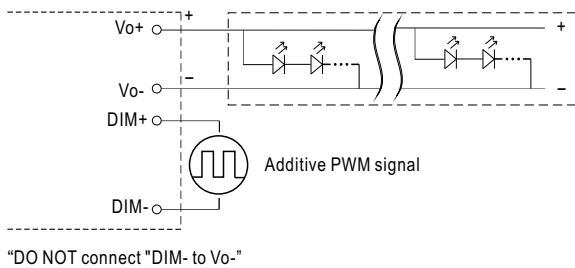 Vo+
+
+
Vo-
–
–
DIM+
Additive PWM signal
DIM-
“DO NOT connect "DIM- to Vo-”